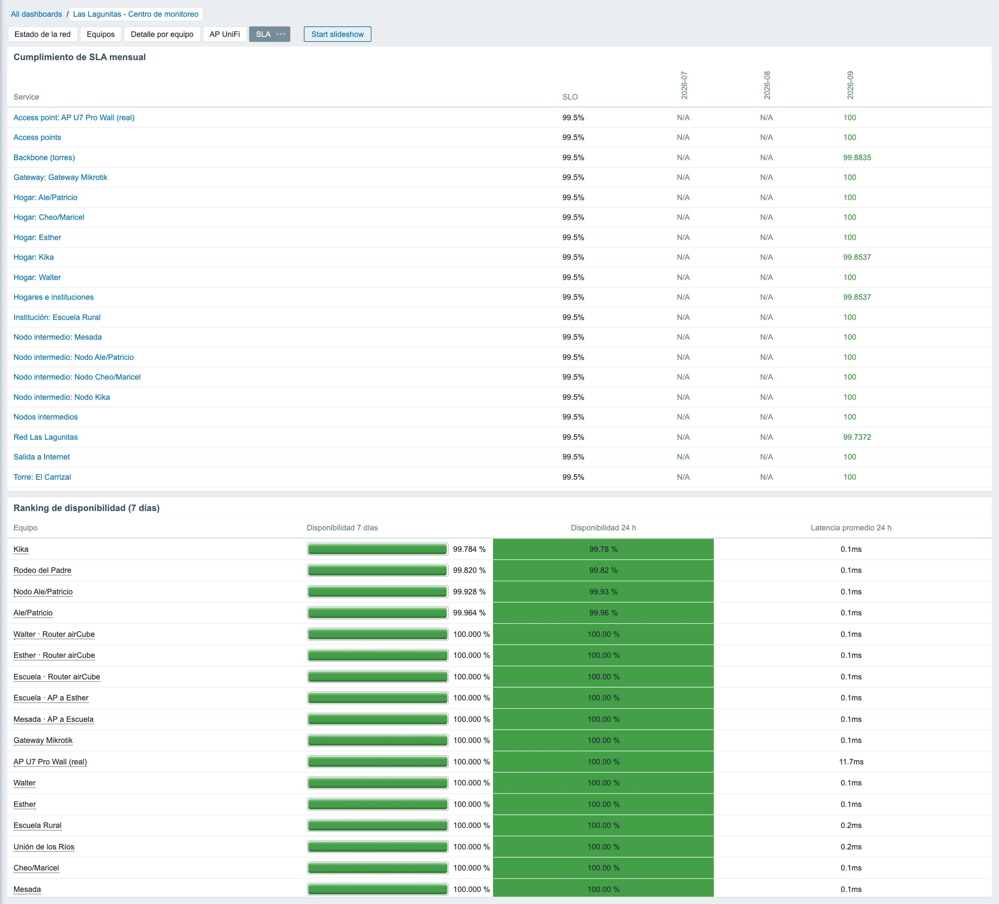 All dashboards / Las Lagunitas - Centro de monitoreo
Estado de la red Equipos Detalle por equipo AP UniFi SLA ••• Start slideshow
Cumplimiento de SLA mensual
Service SLO 2026-07 2026-08 2026-09
Access point: AP U7 Pro Wall (real) 99.5% N/A N/A 100
Access points 99.5% N/A N/A 100
Backbone (torres) 99.5% N/A N/A 99.8835
Gateway: Gateway Mikrotik 99.5% N/A N/A 100
Hogar: Ale/Patricio 99.5% N/A N/A 100
Hogar: Cheo/Maricel 99.5% N/A N/A 100
Hogar: Esther 99.5% N/A N/A 100
Hogar: Kika 99.5% N/A N/A 99.8537
Hogar: Walter 99.5% N/A N/A 100
Hogares e instituciones 99.5% N/A N/A 99.8537
Institución: Escuela Rural 99.5% N/A N/A 100
Nodo intermedio: Mesada 99.5% N/A N/A 100
Nodo intermedio: Nodo Ale/Patricio 99.5% N/A N/A 100
Nodo intermedio: Nodo Cheo/Maricel 99.5% N/A N/A 100
Nodo intermedio: Nodo Kika 99.5% N/A N/A 100
Nodos intermedios 99.5% N/A N/A 100
Red Las Lagunitas 99.5% N/A N/A 99.7372
Salida a Internet 99.5% N/A N/A 100
Torre: El Carrizal 99.5% N/A N/A 100
Ranking de disponibilidad (7 días)
Equipo Disponibilidad 7 días Disponibilidad 24 h Latencia promedio 24 h
Kika 99.784 % 99.78 % 0.1ms
Rodeo del Padre 99.820 % 99.82 % 0.1ms
Nodo Ale/Patricio 99.928 % 99.93 % 0.1ms
Ale/Patricio 99.964 % 99.96 % 0.1ms
Walter · Router airCube 100.000 % 100.00 % 0.1ms
Esther · Router airCube 100.000 % 100.00 % 0.1ms
Escuela · Router airCube 100.000 % 100.00 % 0.1ms
Escuela · AP a Esther 100.000 % 100.00 % 0.1ms
Mesada · AP a Escuela 100.000 % 100.00 % 0.1ms
Gateway Mikrotik 100.000 % 100.00 % 0.1ms
AP U7 Pro Wall (real) 100.000 % 100.00 % 11.7ms
Walter 100.000 % 100.00 % 0.1ms
Esther 100.000 % 100.00 % 0.1ms
Escuela Rural 100.000 % 100.00 % 0.2ms
Unión de los Ríos 100.000 % 100.00 % 0.2ms
Cheo/Maricel 100.000 % 100.00 % 0.1ms
Mesada 100.000 % 100.00 % 0.1ms